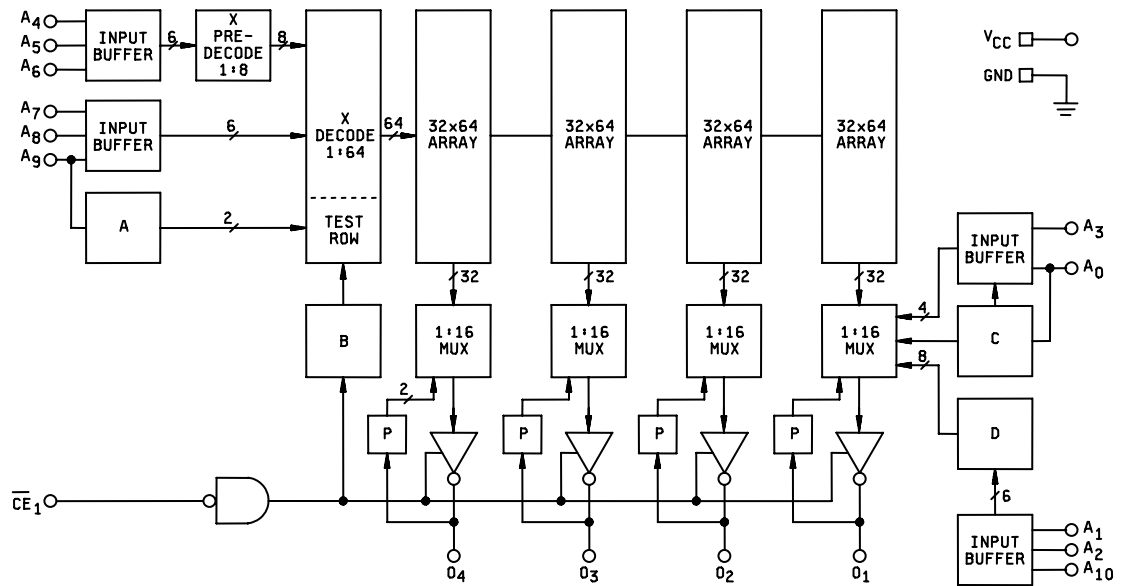 A4
A5
A6
INPUT
BUFFER
6
X
PRE-
DECODE
1:8
8
A7
A8
A9
INPUT
BUFFER
6
A
2
X
DECODE
1:64
TEST
ROW
64
32x64
ARRAY
32x64
ARRAY
32x64
ARRAY
32x64
ARRAY
VCC
GND
32
32
32
32
B
1:16
MUX
1:16
MUX
1:16
MUX
1:16
MUX
INPUT
BUFFER
A3
A0
4
C
8
2
P
P
P
P
D
6
CE1
INPUT
BUFFER
A1
A2
A10
O4
O3
O2
O1